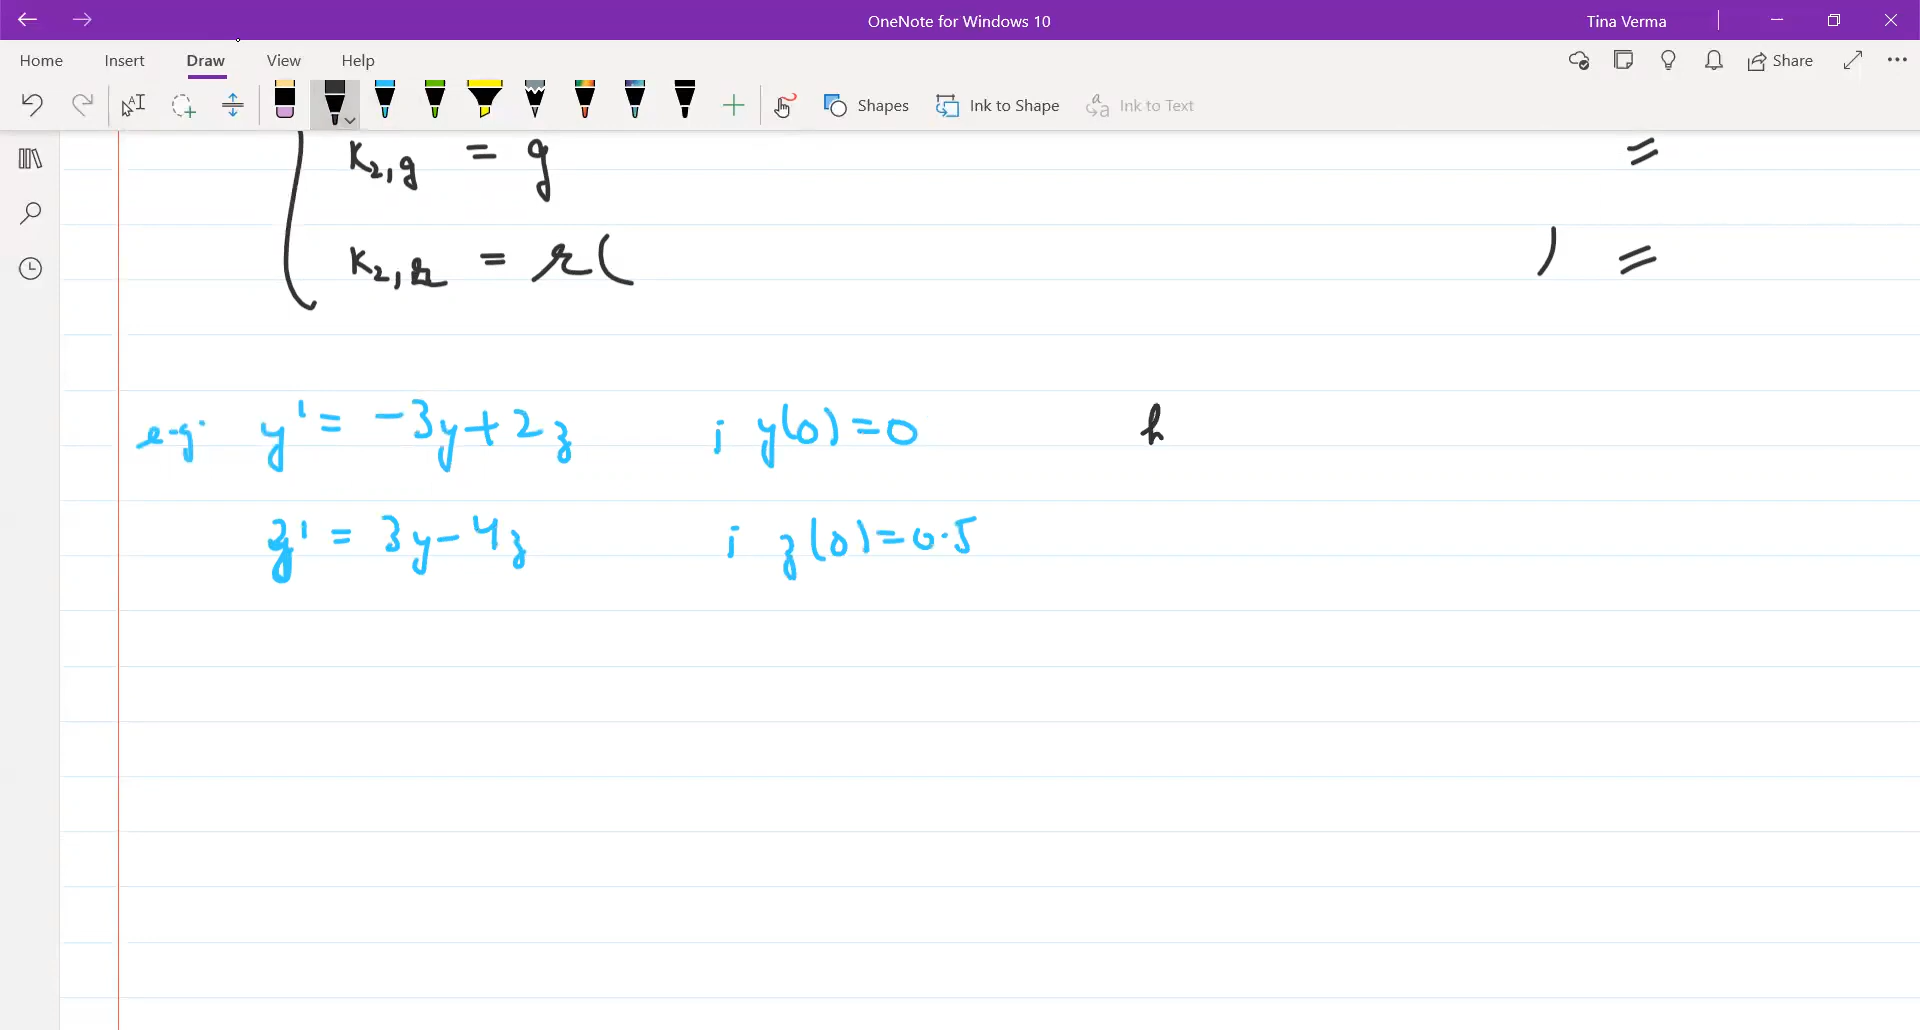 OneNote for Windows 10
Tina Verma
Home Insert Draw View Help
Share
Shapes Ink to Shape Ink to Text
K2,g = g =
K2,r = r( ) =
e.g. y' = -3y+2z ; y(0)=0 h
z' = 3y-4z ; z(0)=0.5